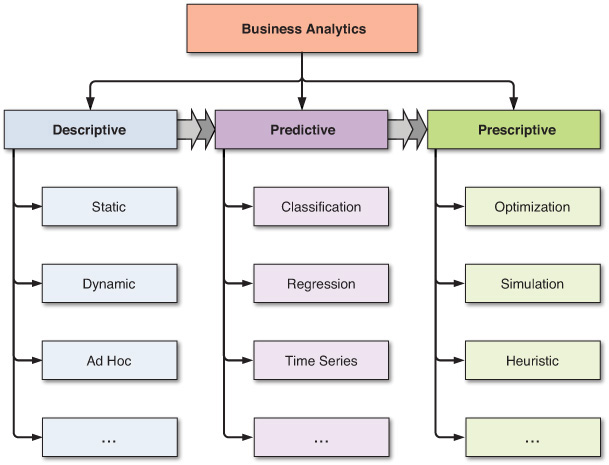 Business Analytics
Descriptive
Predictive
Prescriptive
Static
Classification
Optimization
Dynamic
Regression
Simulation
Ad Hoc
Time Series
Heuristic
...
...
...